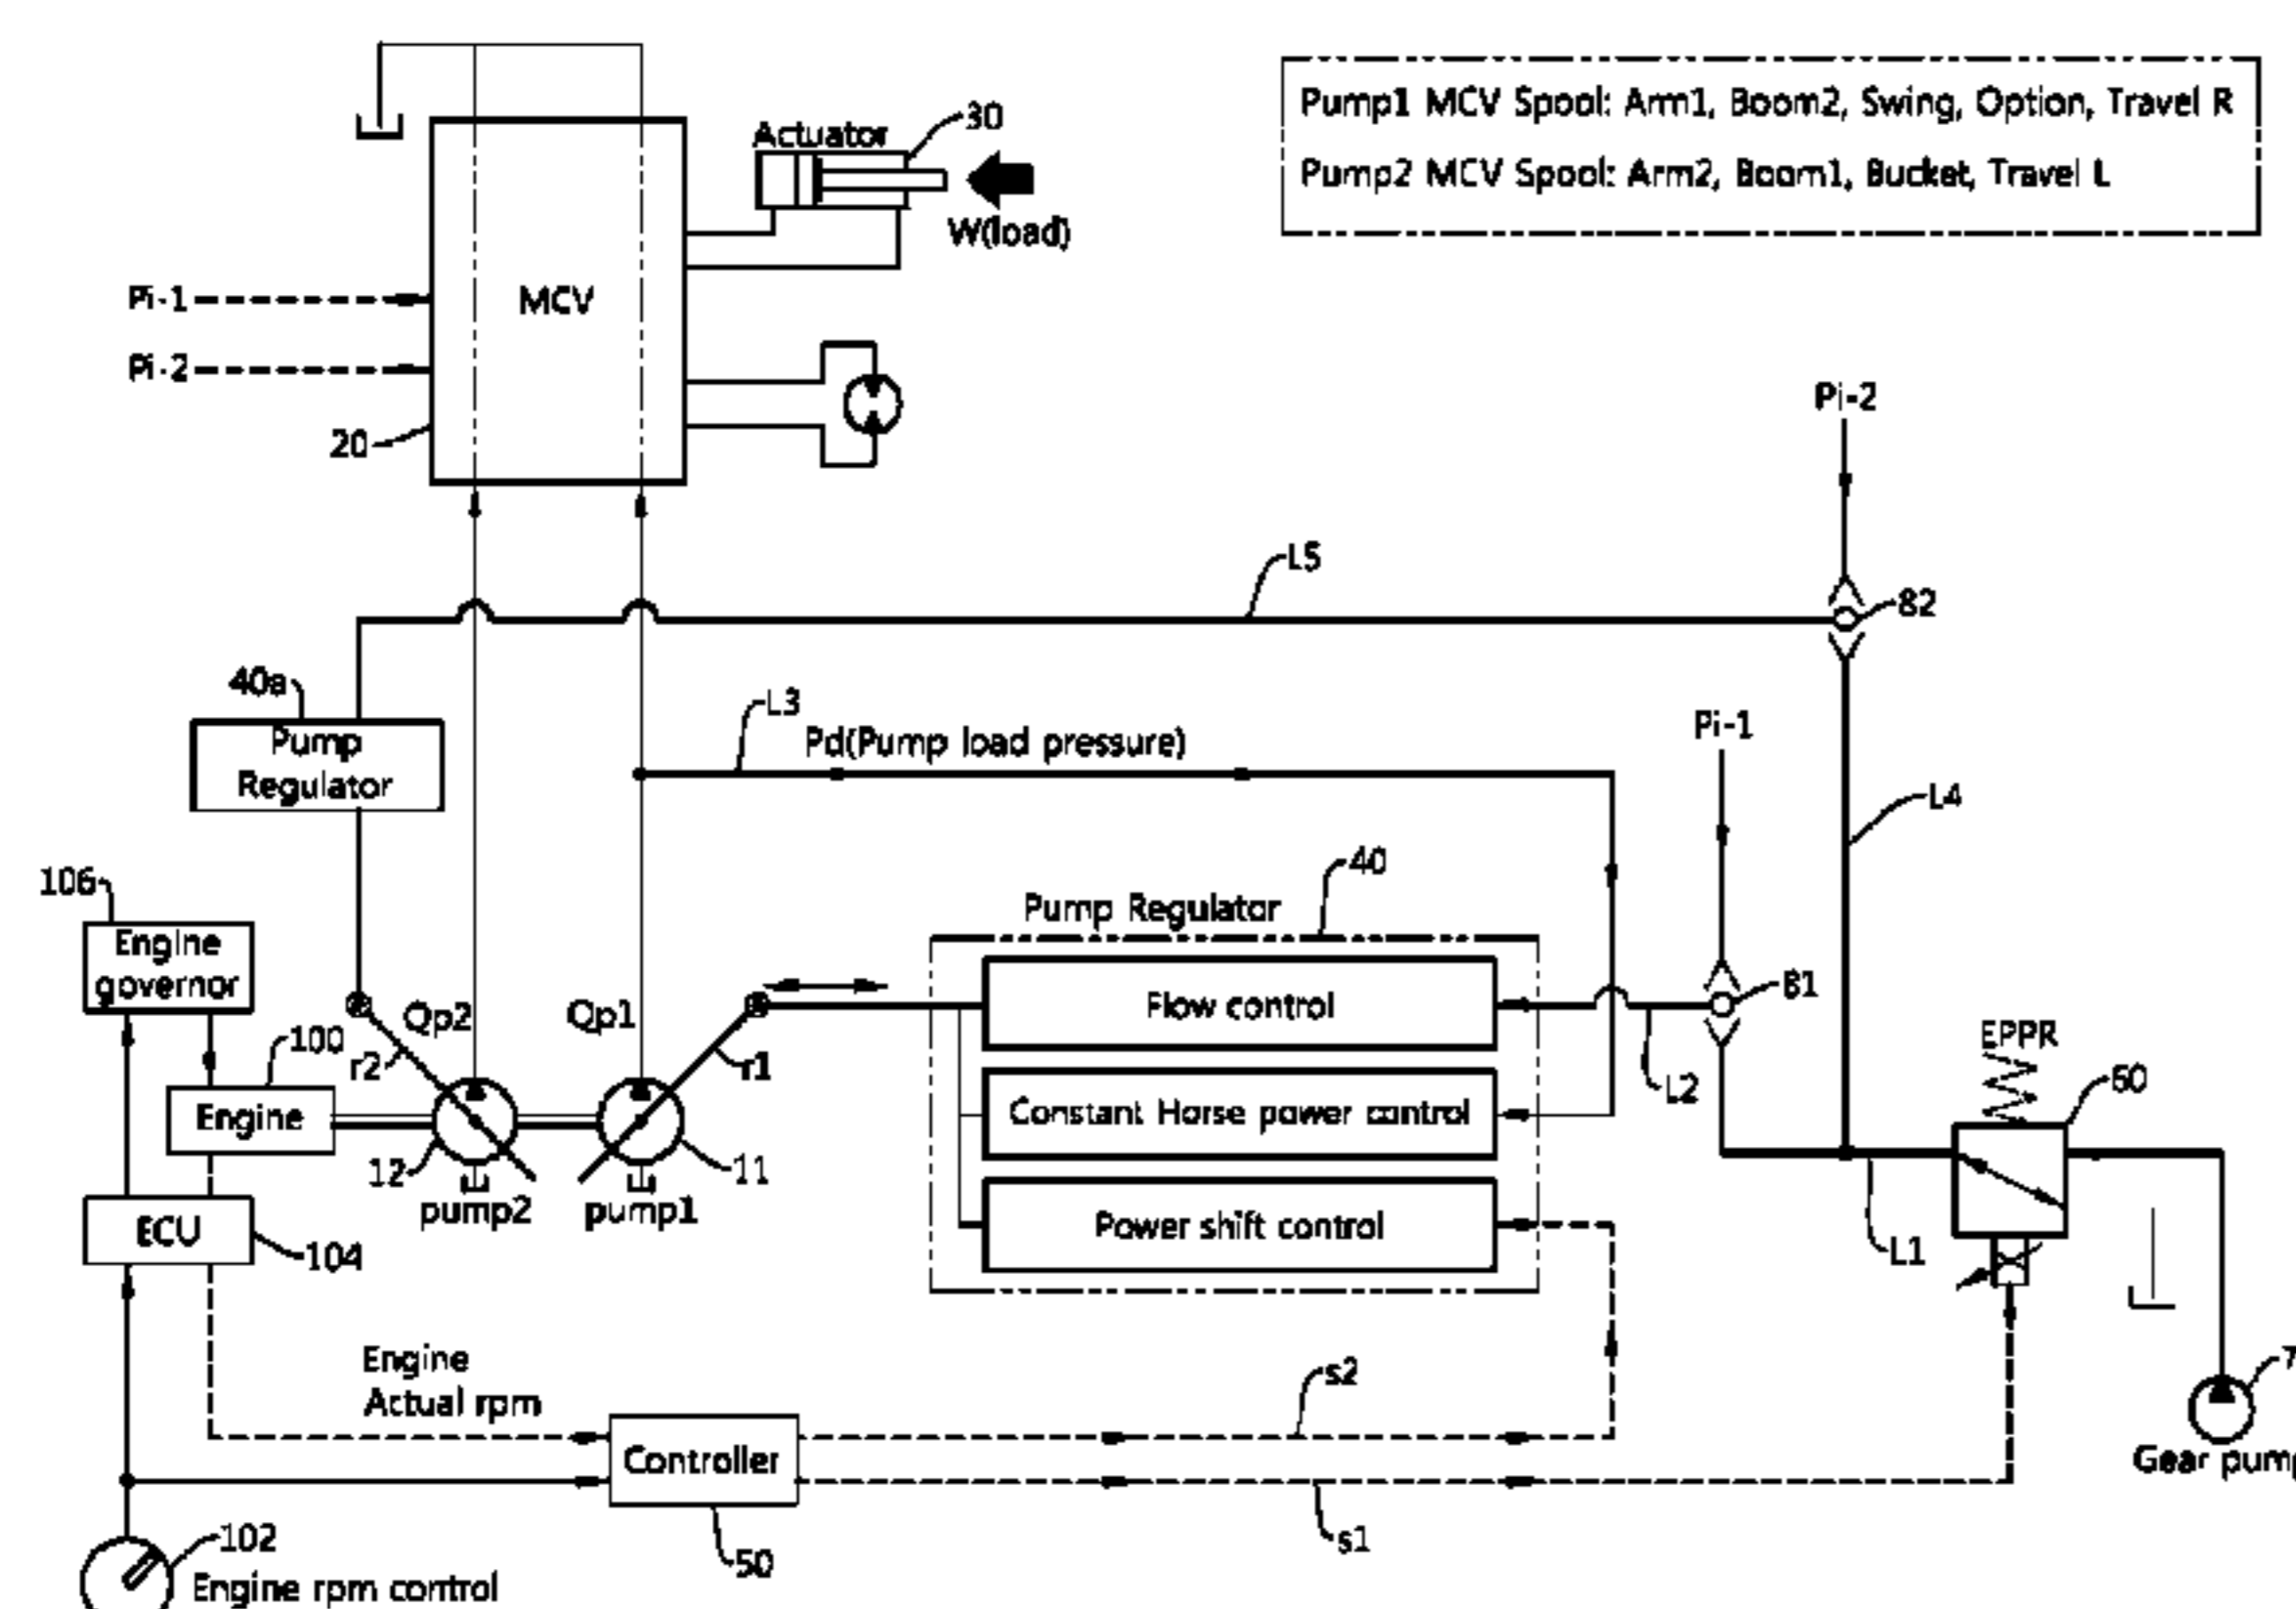 Pump1 MCV Spool: Arm1, Boom2, Swing, Option, Travel R
Pump2 MCV Spool: Arm2, Boom1, Bucket, Travel L
Actuator
30
W(load)
Pi-1
MCV
Pi-2
20
Pi-2
L5
82
40a
Pump
Regulator
L3
Pd(Pump load pressure)
Pi-1
L4
40
106
Pump Regulator
Engine
governor
Qp2
Qp1
Flow control
81
100
r2
r1
EPPR
L2
60
Engine
Constant Horse power control
12
11
pump2
pump1
ECU
104
Power shift control
L1
Engine
Actual rpm
s2
Controller
Gear pump
s1
102
50
Engine rpm control